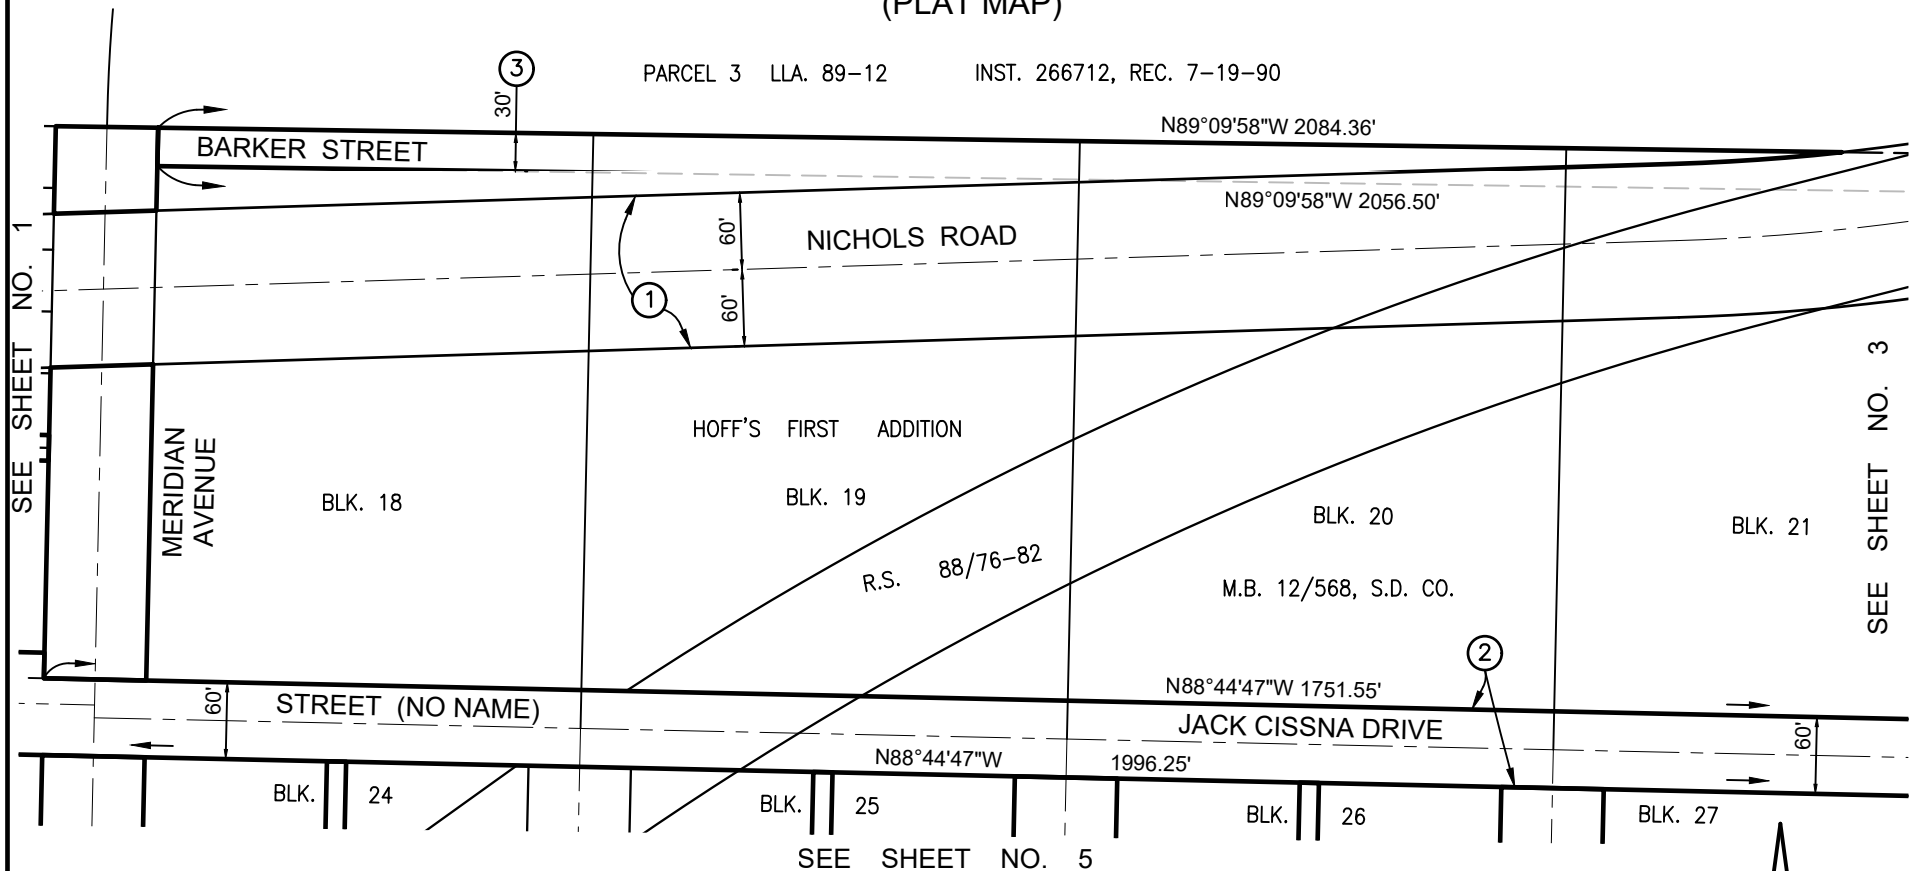 (PLAT MAP)
3
PARCEL 3 LLA. 89-12 INST. 266712, REC. 7-19-90
30'
N89°09'58"W 2084.36'
BARKER STREET
N89°09'58"W 2056.50'
60'
NICHOLS ROAD
1
60'
SEE SHEET NO. 1
SEE SHEET NO. 3
HOFF'S FIRST ADDITION
MERIDIAN
AVENUE
BLK. 18
BLK. 19
BLK. 20
BLK. 21
R.S. 88/76-82
M.B. 12/568, S.D. CO.
2
N88°44'47"W 1751.55'
60'
STREET (NO NAME)
JACK CISSNA DRIVE
60'
N88°44'47"W 1996.25'
BLK. 24
BLK. 25
BLK. 26
BLK. 27
SEE SHEET NO. 5